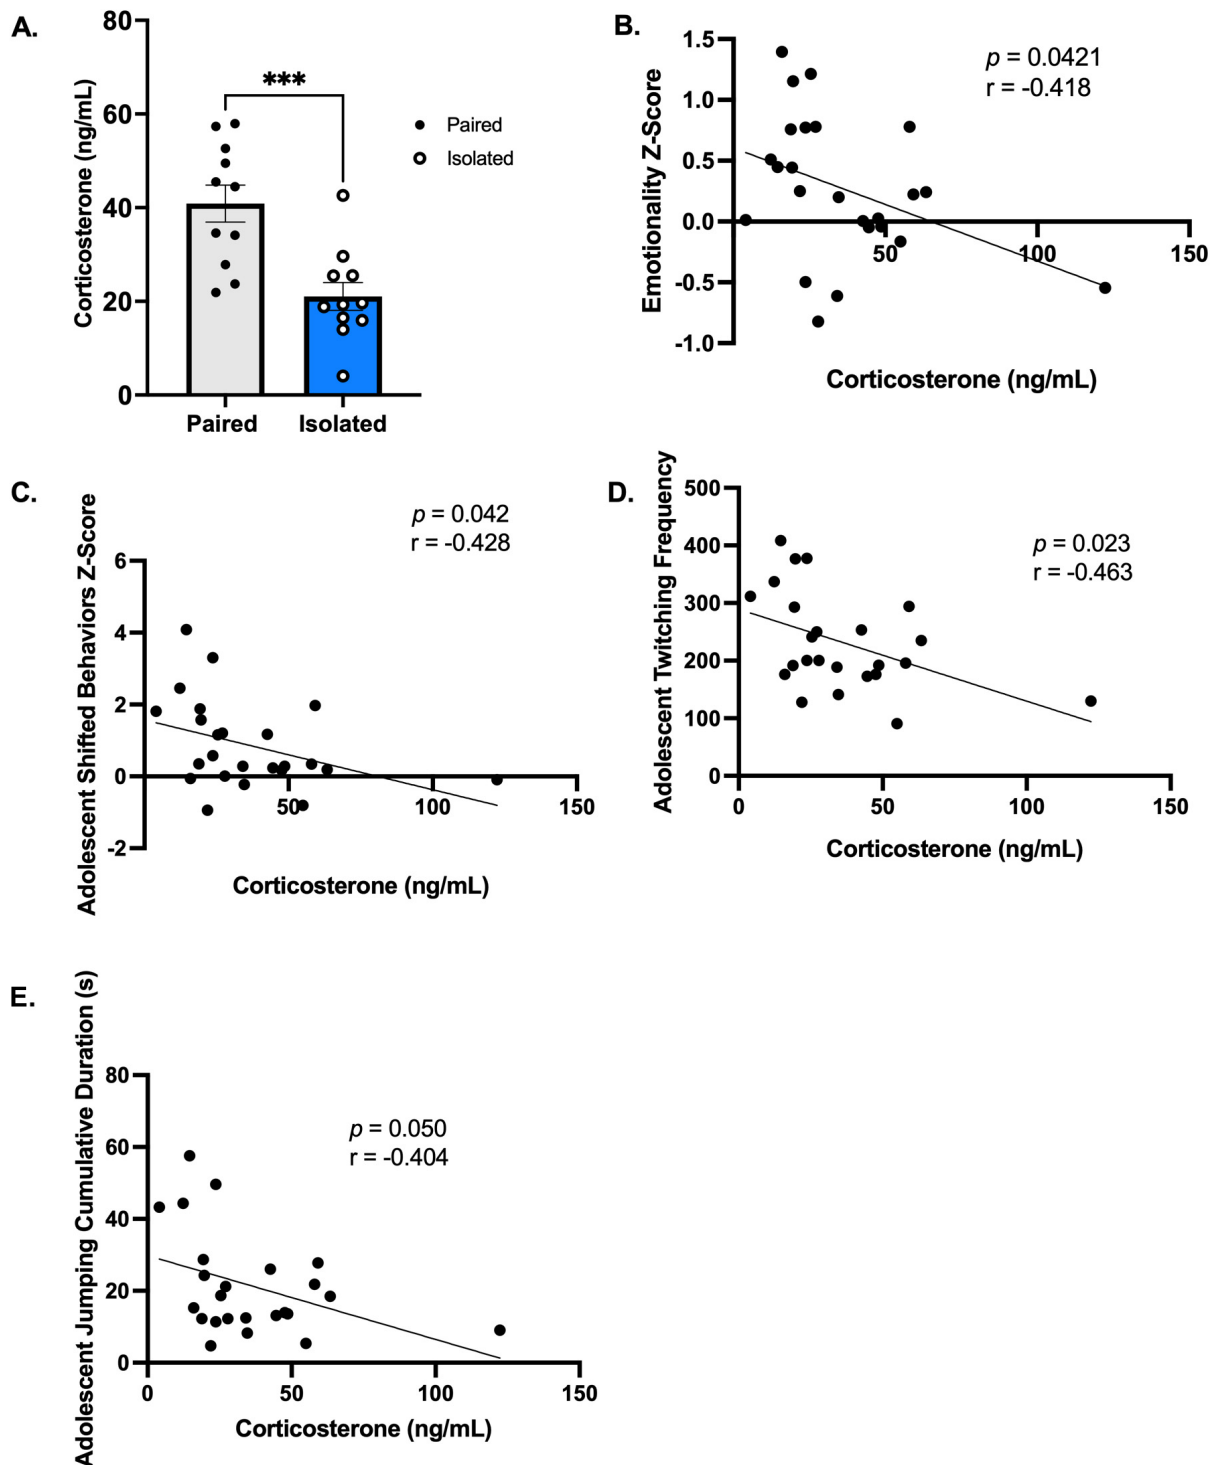 A.
Corticosterone (ng/mL)
80
60
40
20
0
***
Paired
Isolated
Paired
Isolated
B.
Emotionality Z-Score
1.5
1.0
0.5
0.0
-0.5
-1.0
p = 0.0421
r = -0.418
50
100
150
Corticosterone (ng/mL)
C.
Adolescent Shifted Behaviors Z-Score
6
4
2
0
-2
p = 0.042
r = -0.428
50
100
150
Corticosterone (ng/mL)
D.
Adolescent Twitching Frequency
500
400
300
200
100
0
p = 0.023
r = -0.463
0
50
100
150
Corticosterone (ng/mL)
E.
Adolescent Jumping Cumulative Duration (s)
80
60
40
20
0
p = 0.050
r = -0.404
0
50
100
150
Corticosterone (ng/mL)